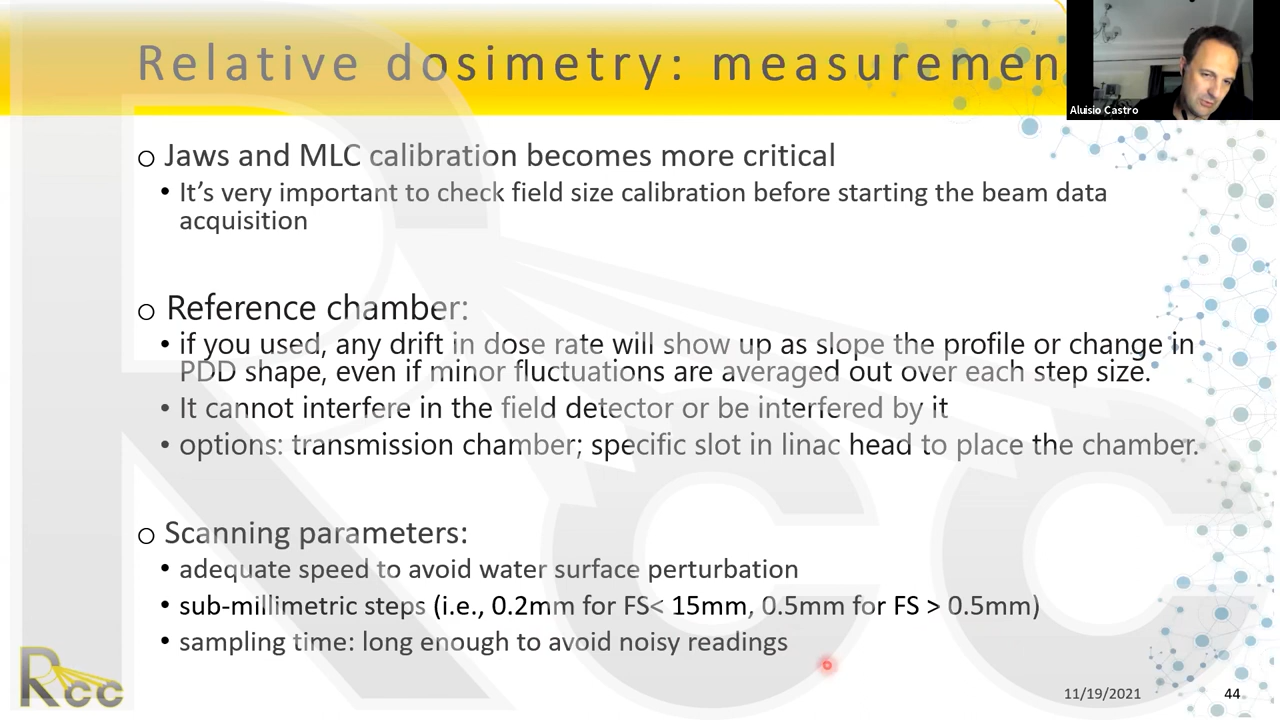 Relative dosimetry: measuremen
Aluisio Castro
o Jaws and MLC calibration becomes more critical
• It’s very important to check field size calibration before starting the beam data
acquisition
o Reference chamber:
• if you used, any drift in dose rate will show up as slope the profile or change in
PDD shape, even if minor fluctuations are averaged out over each step size.
• It cannot interfere in the field detector or be interfered by it
• options: transmission chamber; specific slot in linac head to place the chamber.
o Scanning parameters:
• adequate speed to avoid water surface perturbation
• sub-millimetric steps (i.e., 0.2mm for FS< 15mm, 0.5mm for FS > 0.5mm)
• sampling time: long enough to avoid noisy readings
Rcc
11/19/2021
44